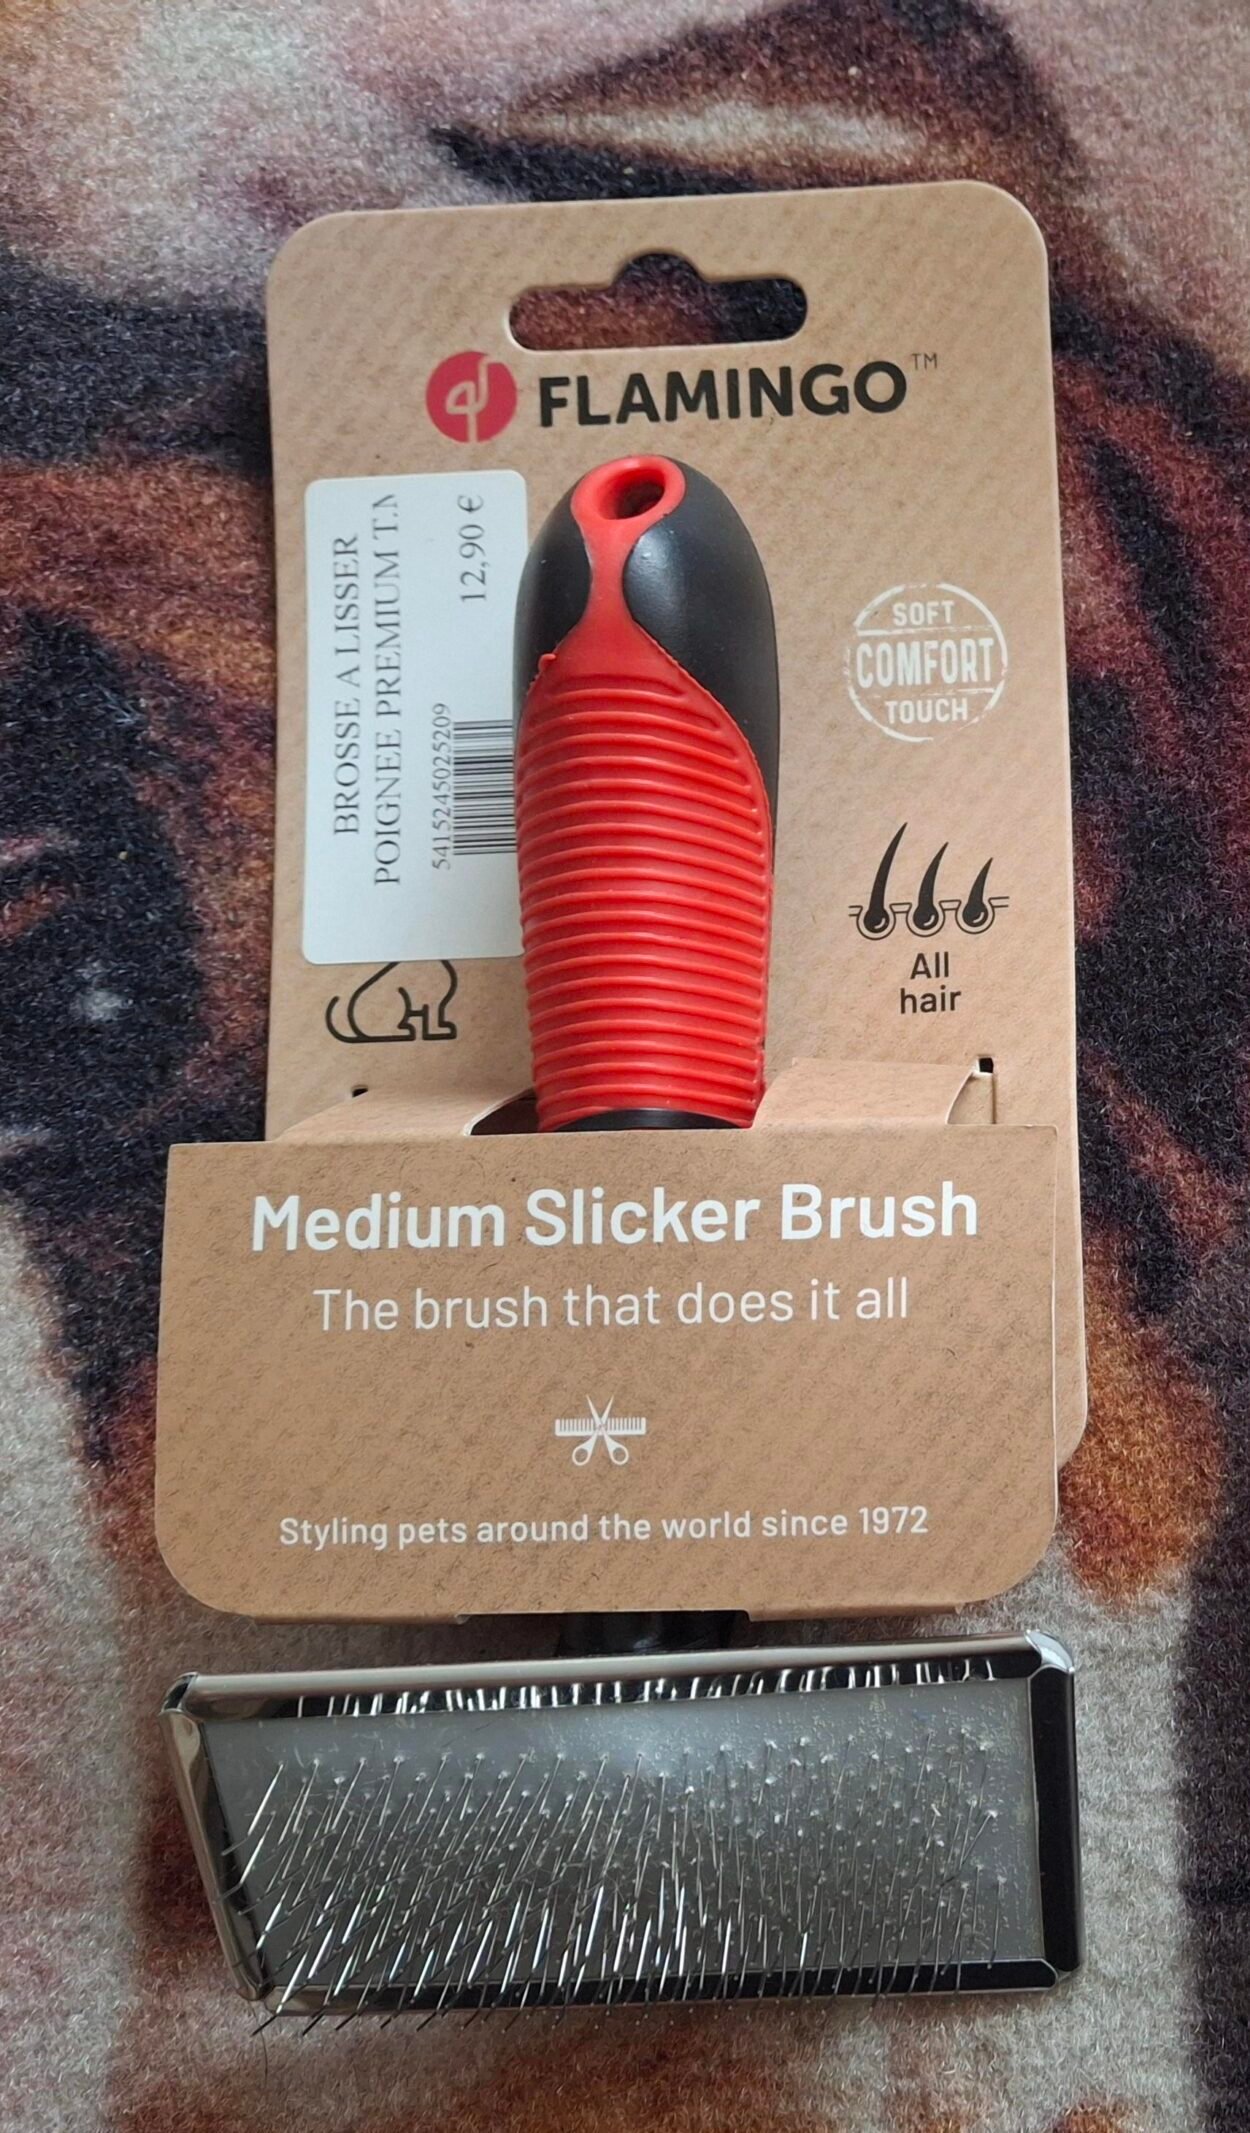 FLAMINGO™
BROSSE A LISSER
POIGNEE PREMIUM T.M
12,90 €
5415245025209
SOFT
COMFORT
TOUCH
All
hair
Medium Slicker Brush
The brush that does it all
Styling pets around the world since 1972